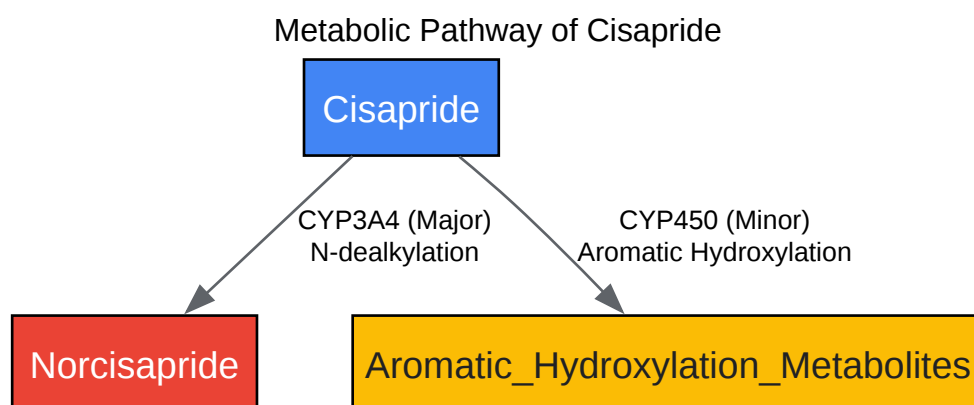 Metabolic Pathway of Cisapride
Cisapride
CYP3A4 (Major)
N-dealkylation
CYP450 (Minor)
Aromatic Hydroxylation
Norcisapride
Aromatic_Hydroxylation_Metabolites